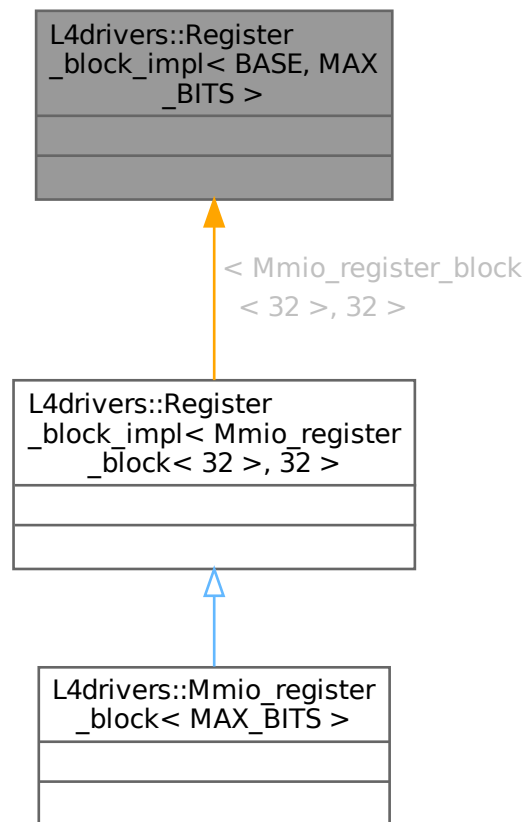 L4drivers::Register
_block_impl< BASE, MAX
_BITS >
< Mmio_register_block
< 32 >, 32 >
L4drivers::Register
_block_impl< Mmio_register
_block< 32 >, 32 >
L4drivers::Mmio_register
_block< MAX_BITS >